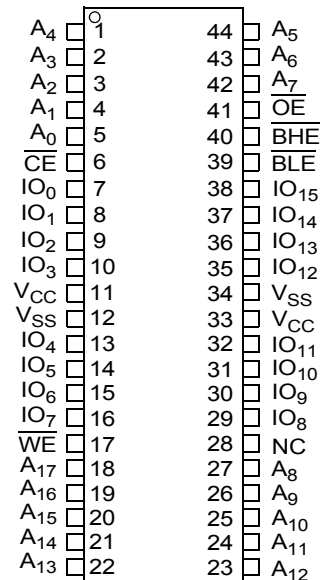 A4 1 44 A5
A3 2 43 A6
A2 3 42 A7
A1 4 41 OE
A0 5 40 BHE
CE 6 39 BLE
IO0 7 38 IO15
IO1 8 37 IO14
IO2 9 36 IO13
IO3 10 35 IO12
VCC 11 34 VSS
VSS 12 33 VCC
IO4 13 32 IO11
IO5 14 31 IO10
IO6 15 30 IO9
IO7 16 29 IO8
WE 17 28 NC
A17 18 27 A8
A16 19 26 A9
A15 20 25 A10
A14 21 24 A11
A13 22 23 A12